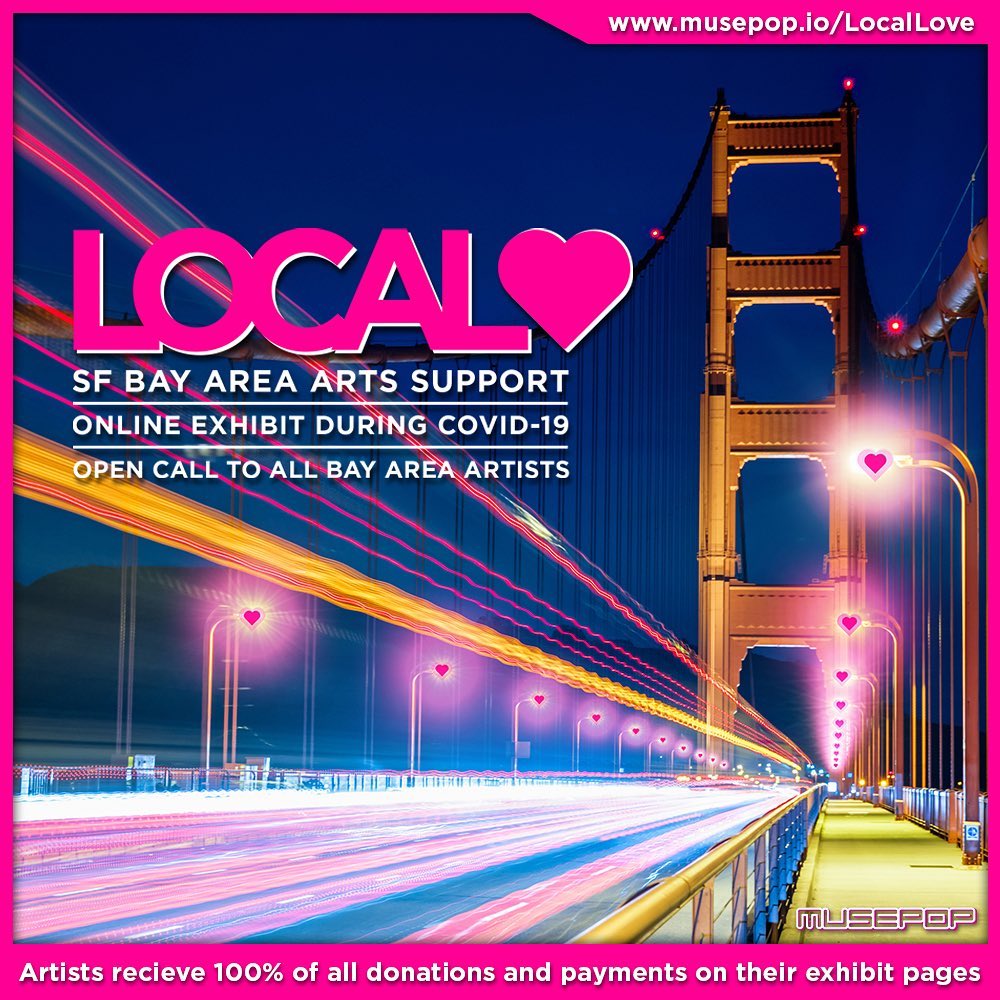 www.musepop.io/LocalLove
LOCAL
SF BAY AREA ARTS SUPPORT
ONLINE EXHIBIT DURING COVID-19
OPEN CALL TO ALL BAY AREA ARTISTS
MUSEPOP
Artists recieve 100% of all donations and payments on their exhibit pages